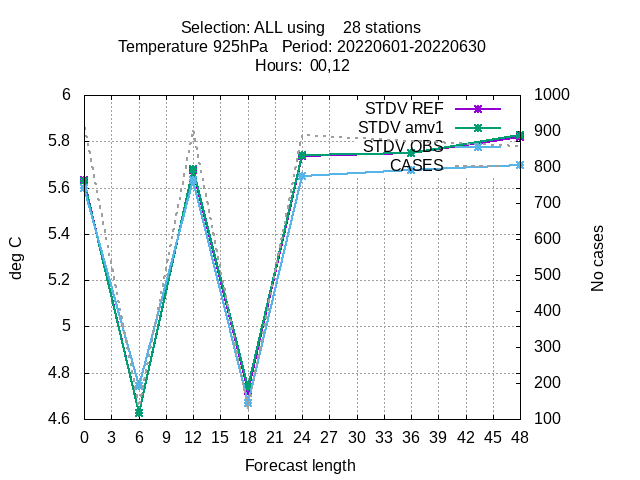 Selection: ALL using    28 stations
Temperature 925hPa   Period: 20220601-20220630
Hours:  00,12
STDV REF
STDV amv1
STDV OBS
CASES
6
5.8
5.6
5.4
5.2
5
4.8
4.6
deg C
1000
900
800
700
600
500
400
300
200
100
No cases
0 3 6 9 12 15 18 21 24 27 30 33 36 39 42 45 48
Forecast length